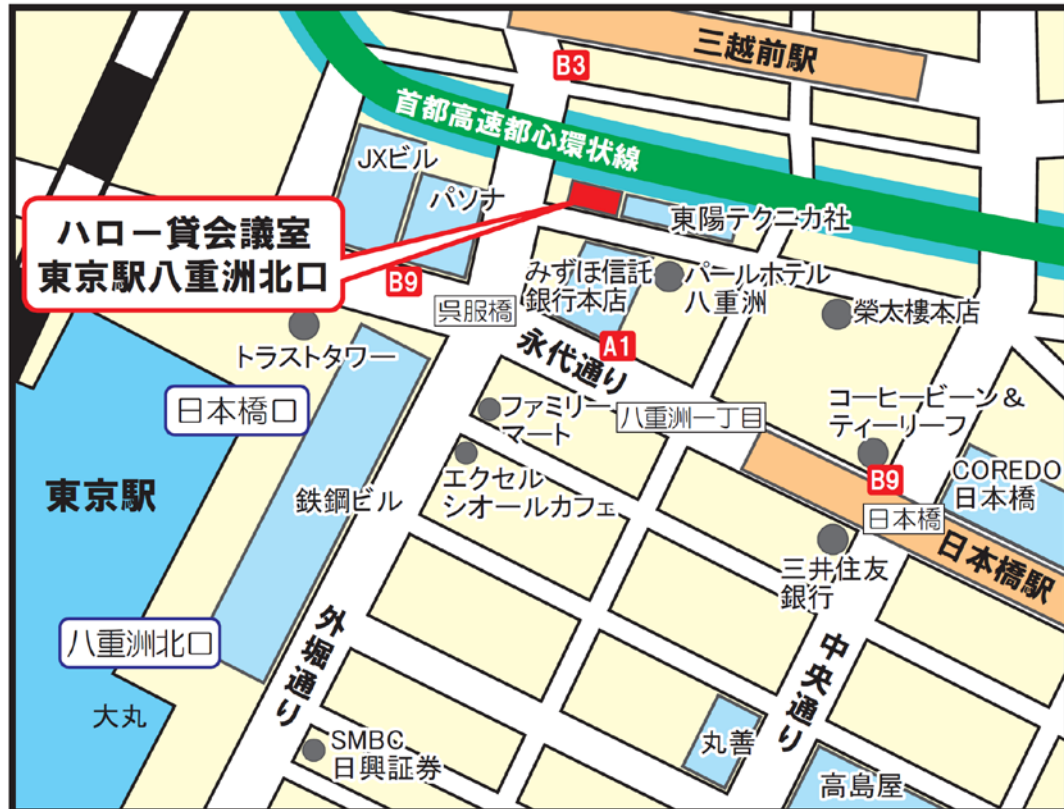 三越前駅
B3
首都高速都心環状線
JXビル
パソナ
東陽テクニカ社
ハロー貸会議室
東京駅八重洲北口
B9
みずほ信託
銀行本店
パールホテル
八重洲
呉服橋
榮太樓本店
トラストタワー
A1
永代通り
日本橋口
ファミリー
マート
八重洲一丁目
コーヒービーン＆
ティーリーフ
エクセル
シオールカフェ
B9
COREDO
日本橋
東京駅
鉄鋼ビル
日本橋
日本橋駅
三井住友
銀行
八重洲北口
外堀通り
中央通り
大丸
SMBC
日興証券
丸善
高島屋